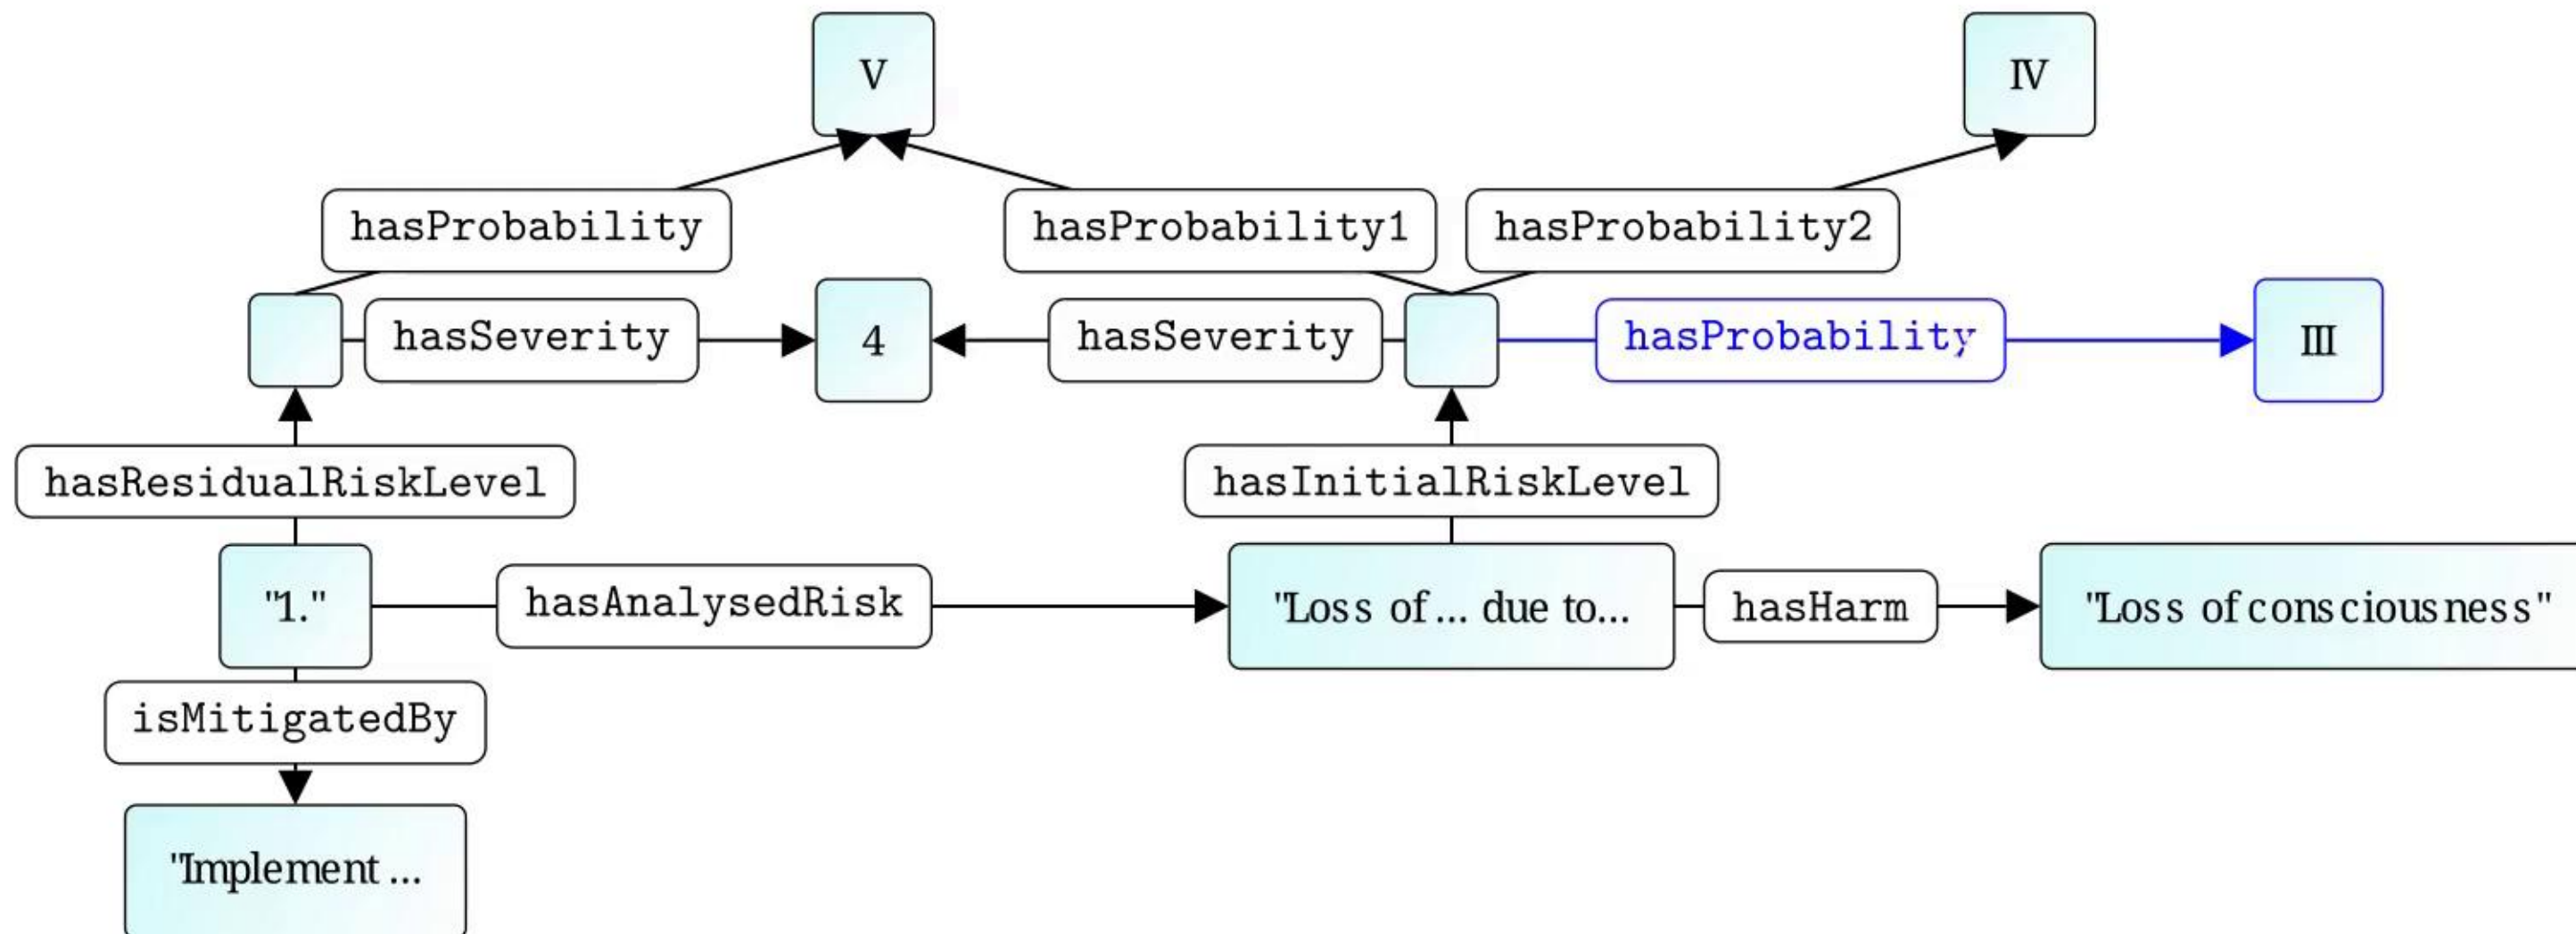 V
IV
hasProbability
hasProbability1
hasProbability2
hasSeverity
4
hasSeverity
hasProbability
III
hasResidualRiskLevel
hasInitialRiskLevel
"1."
hasAnalysedRisk
"Loss of ... due to...
hasHarm
"Loss of consciousness"
isMitigatedBy
"Implement ...